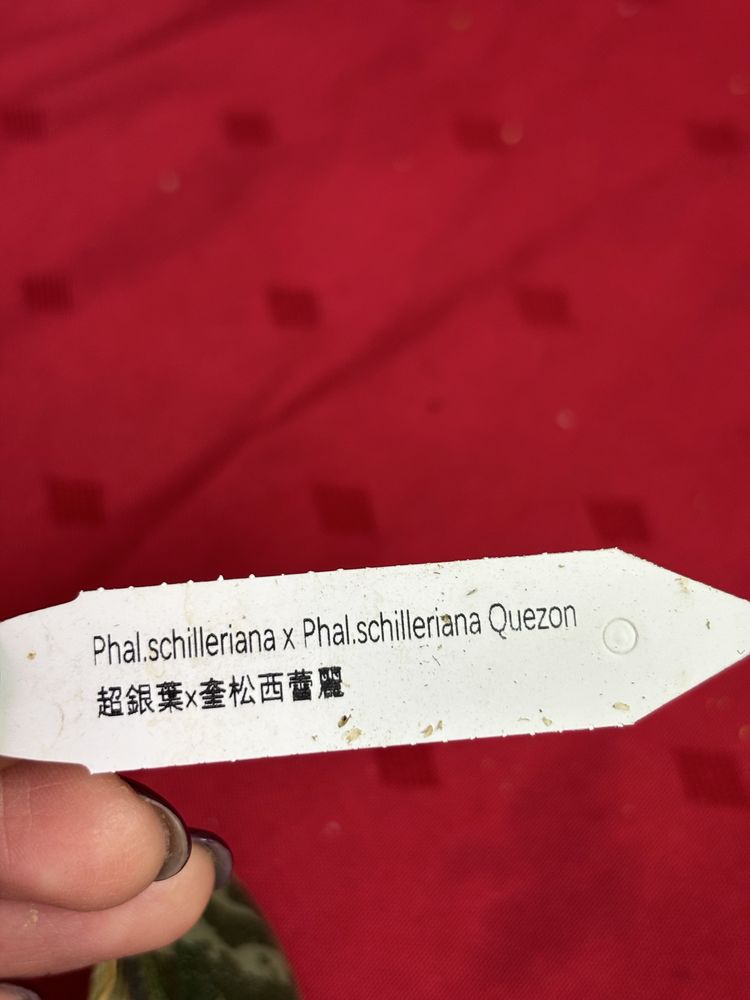 Phal.schilleriana x Phal.schilleriana Quezon
超銀葉x奎松西蕾麗